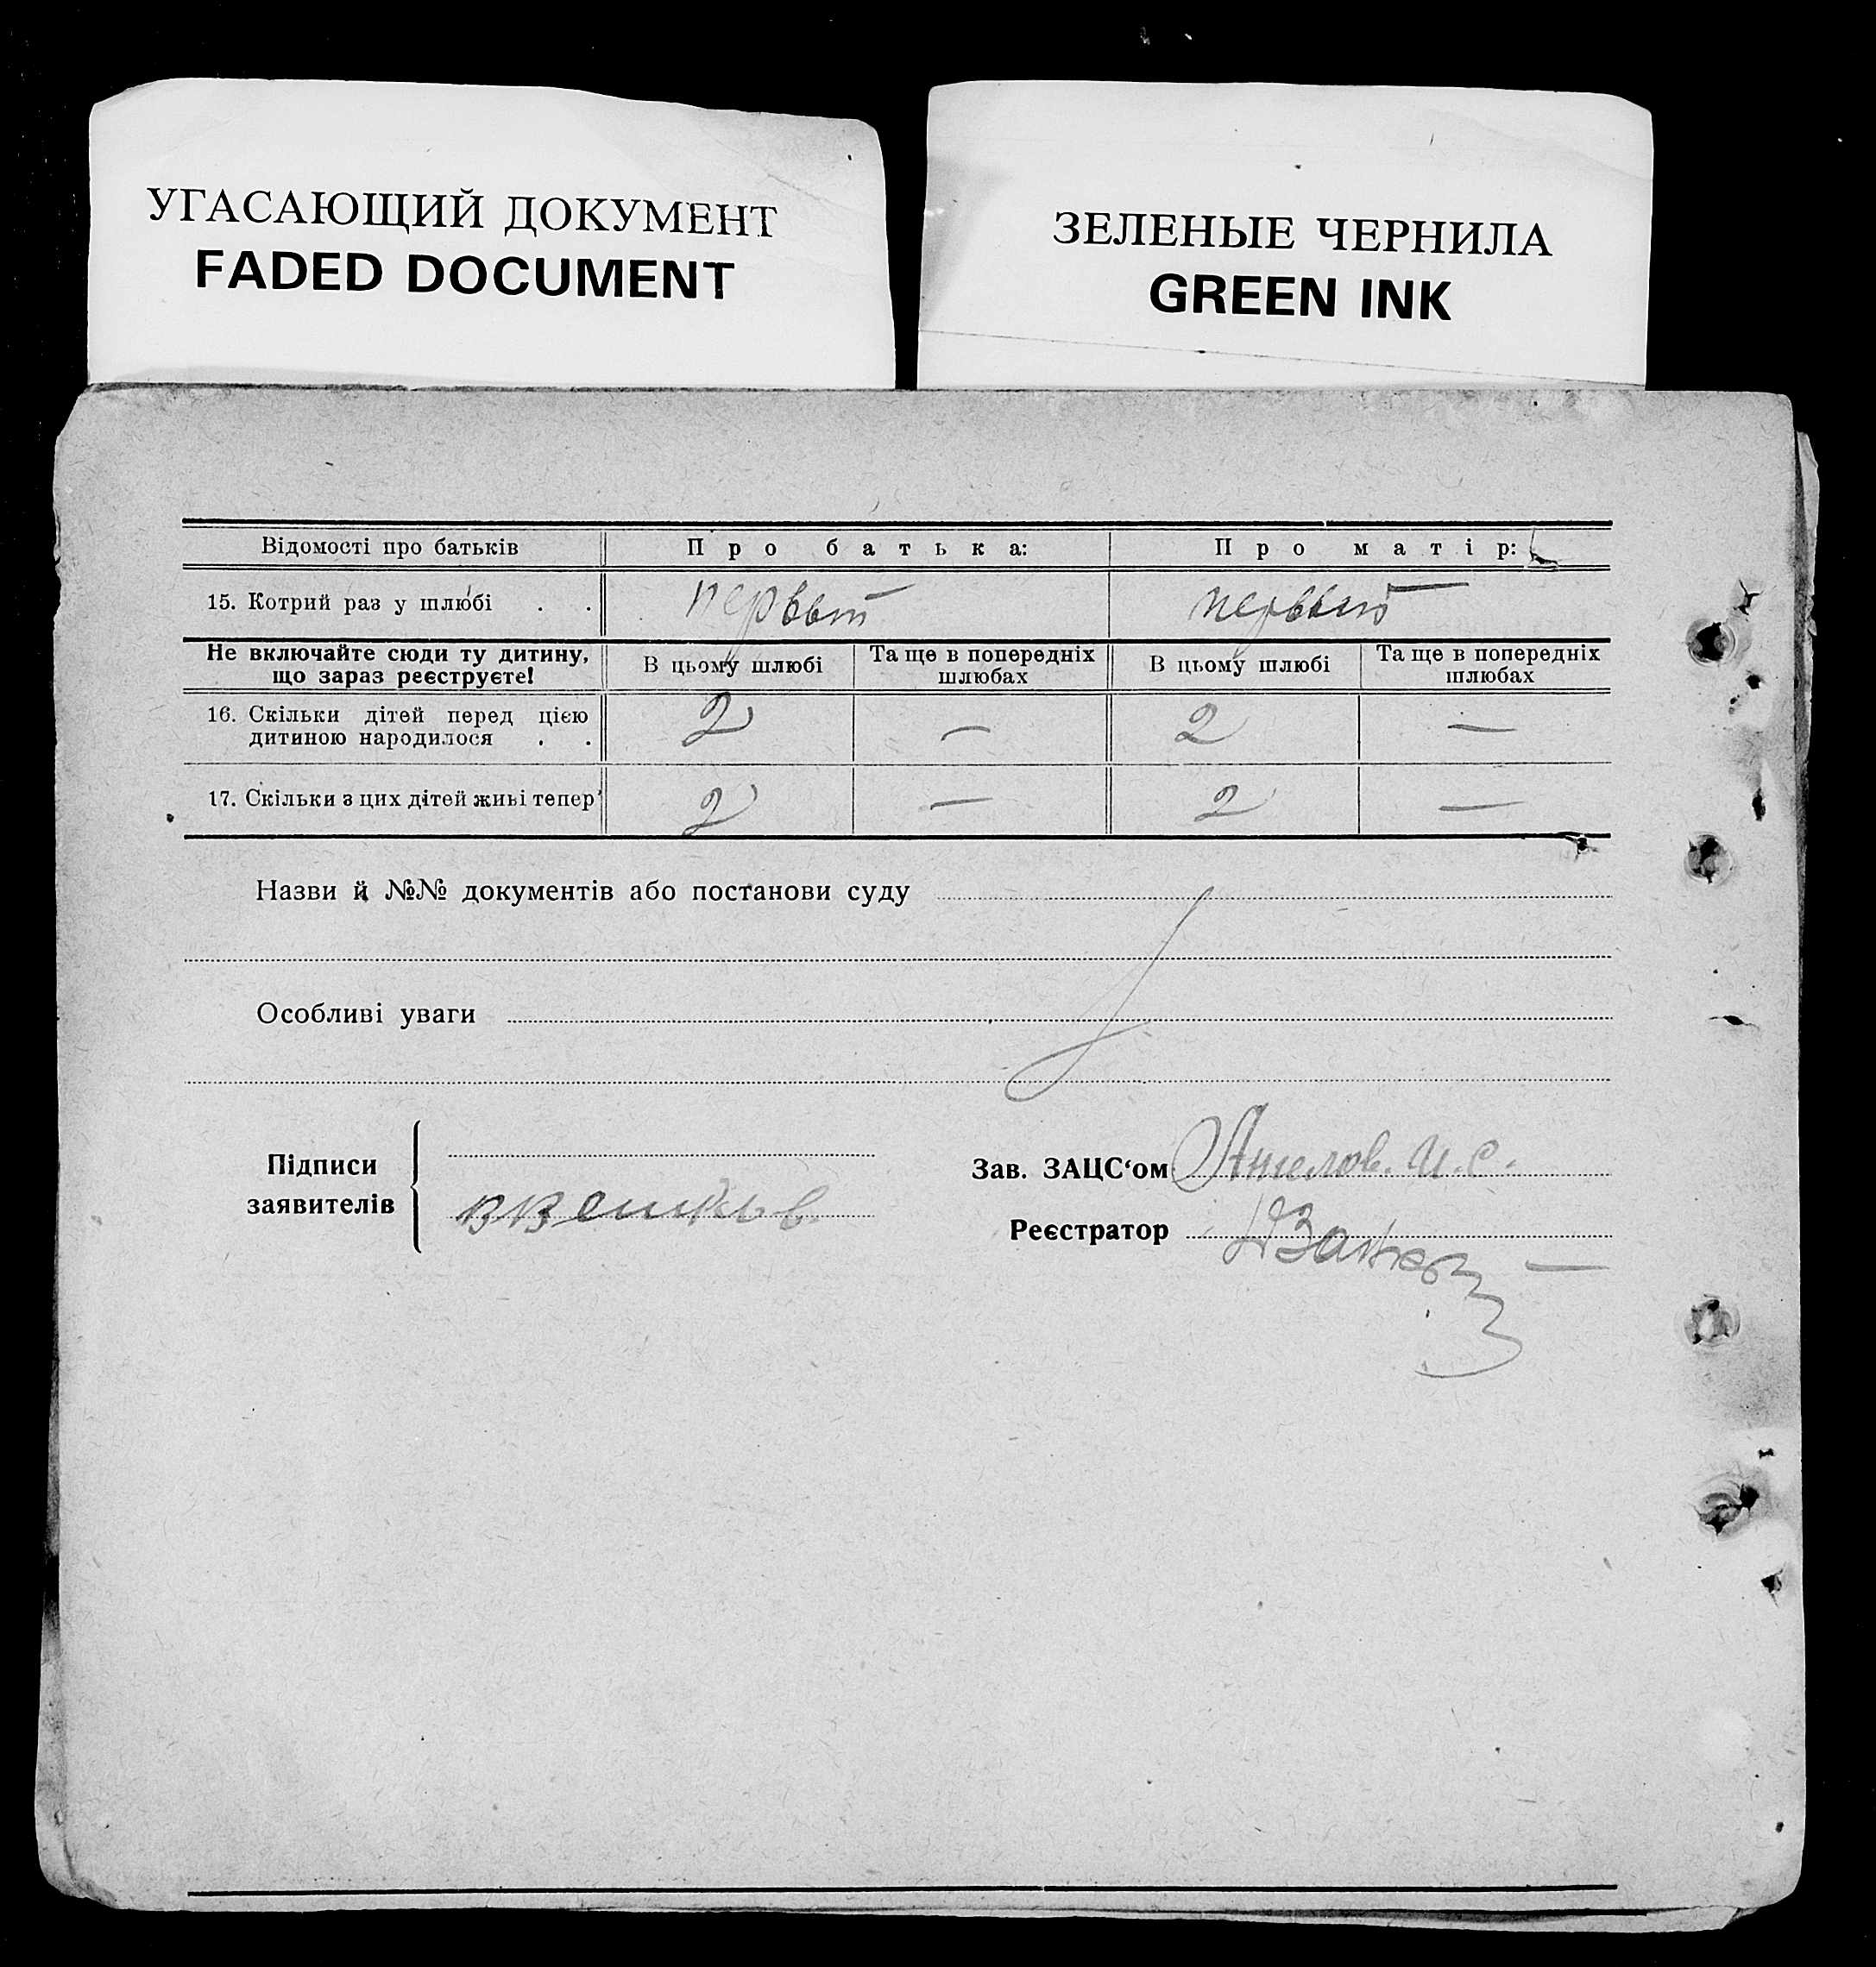 УГАСАЮЩИЙ ДОКУМЕНТ
FADED DOCUMENT
ЗЕЛЕНЫЕ ЧЕРНИЛА
GREEN INK
Відомості про батьків Про батька: Про матір:
15. Котрий раз у шлюбі . . первый первый
Не включайте сюди ту дитину, що зараз реєструєте! В цьому шлюбі Та ще в попередніх шлюбах В цьому шлюбі Та ще в попередніх шлюбах
16. Скільки дітей перед цією дитиною народилося . . 2 — 2 —
17. Скільки з цих дітей живі тепер 2 — 2 —
Назви й №№ документів або постанови суду
Особливі уваги
Підписи заявителів
Зав. ЗАЦС‘ом
Реєстратор